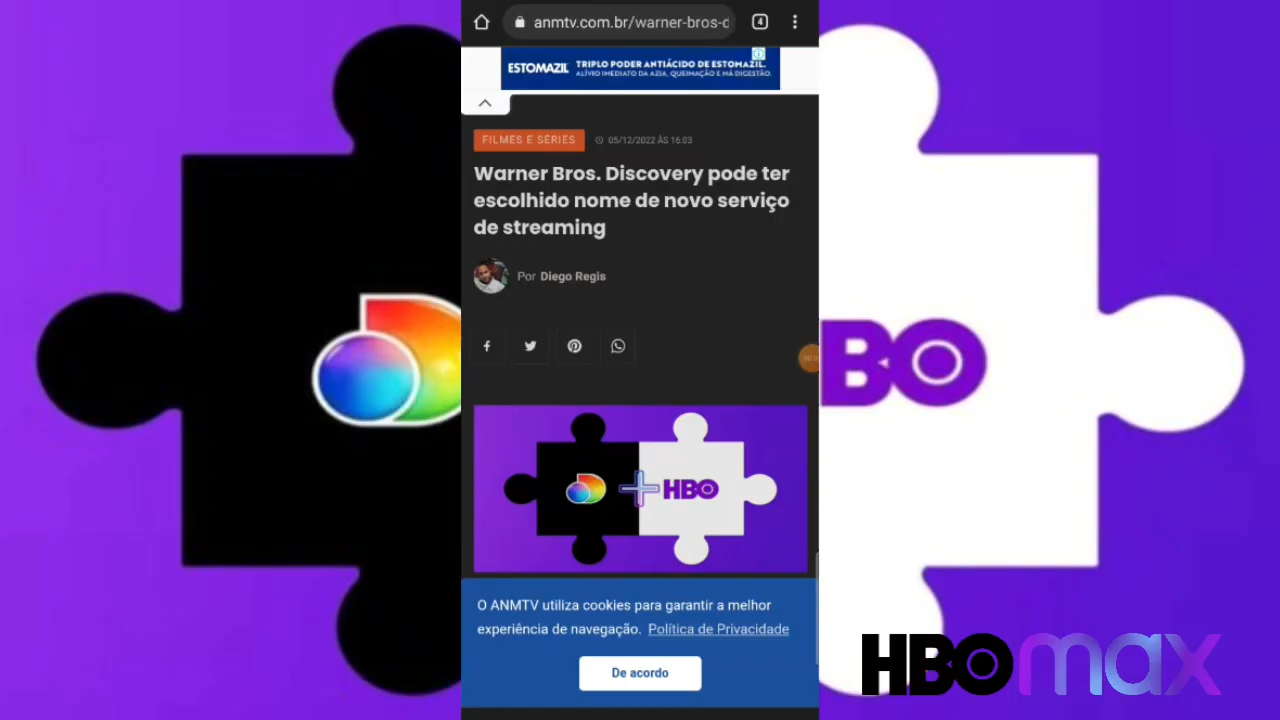 anmtv.com.br/warner-bros-d
4
ESTOMAZIL
TRIPLO PODER ANTIÁCIDO DE ESTOMAZIL.
ALÍVIO IMEDIATO DA AZIA, QUEIMAÇÃO E MÁ DIGESTÃO.
FILMES E SÉRIES
05/12/2022 ÀS 16:03
Warner Bros. Discovery pode ter
escolhido nome de novo serviço
de streaming
Por Diego Regis
BO
HBO
O ANMTV utiliza cookies para garantir a melhor
experiência de navegação. Política de Privacidade
De acordo
HBOmax